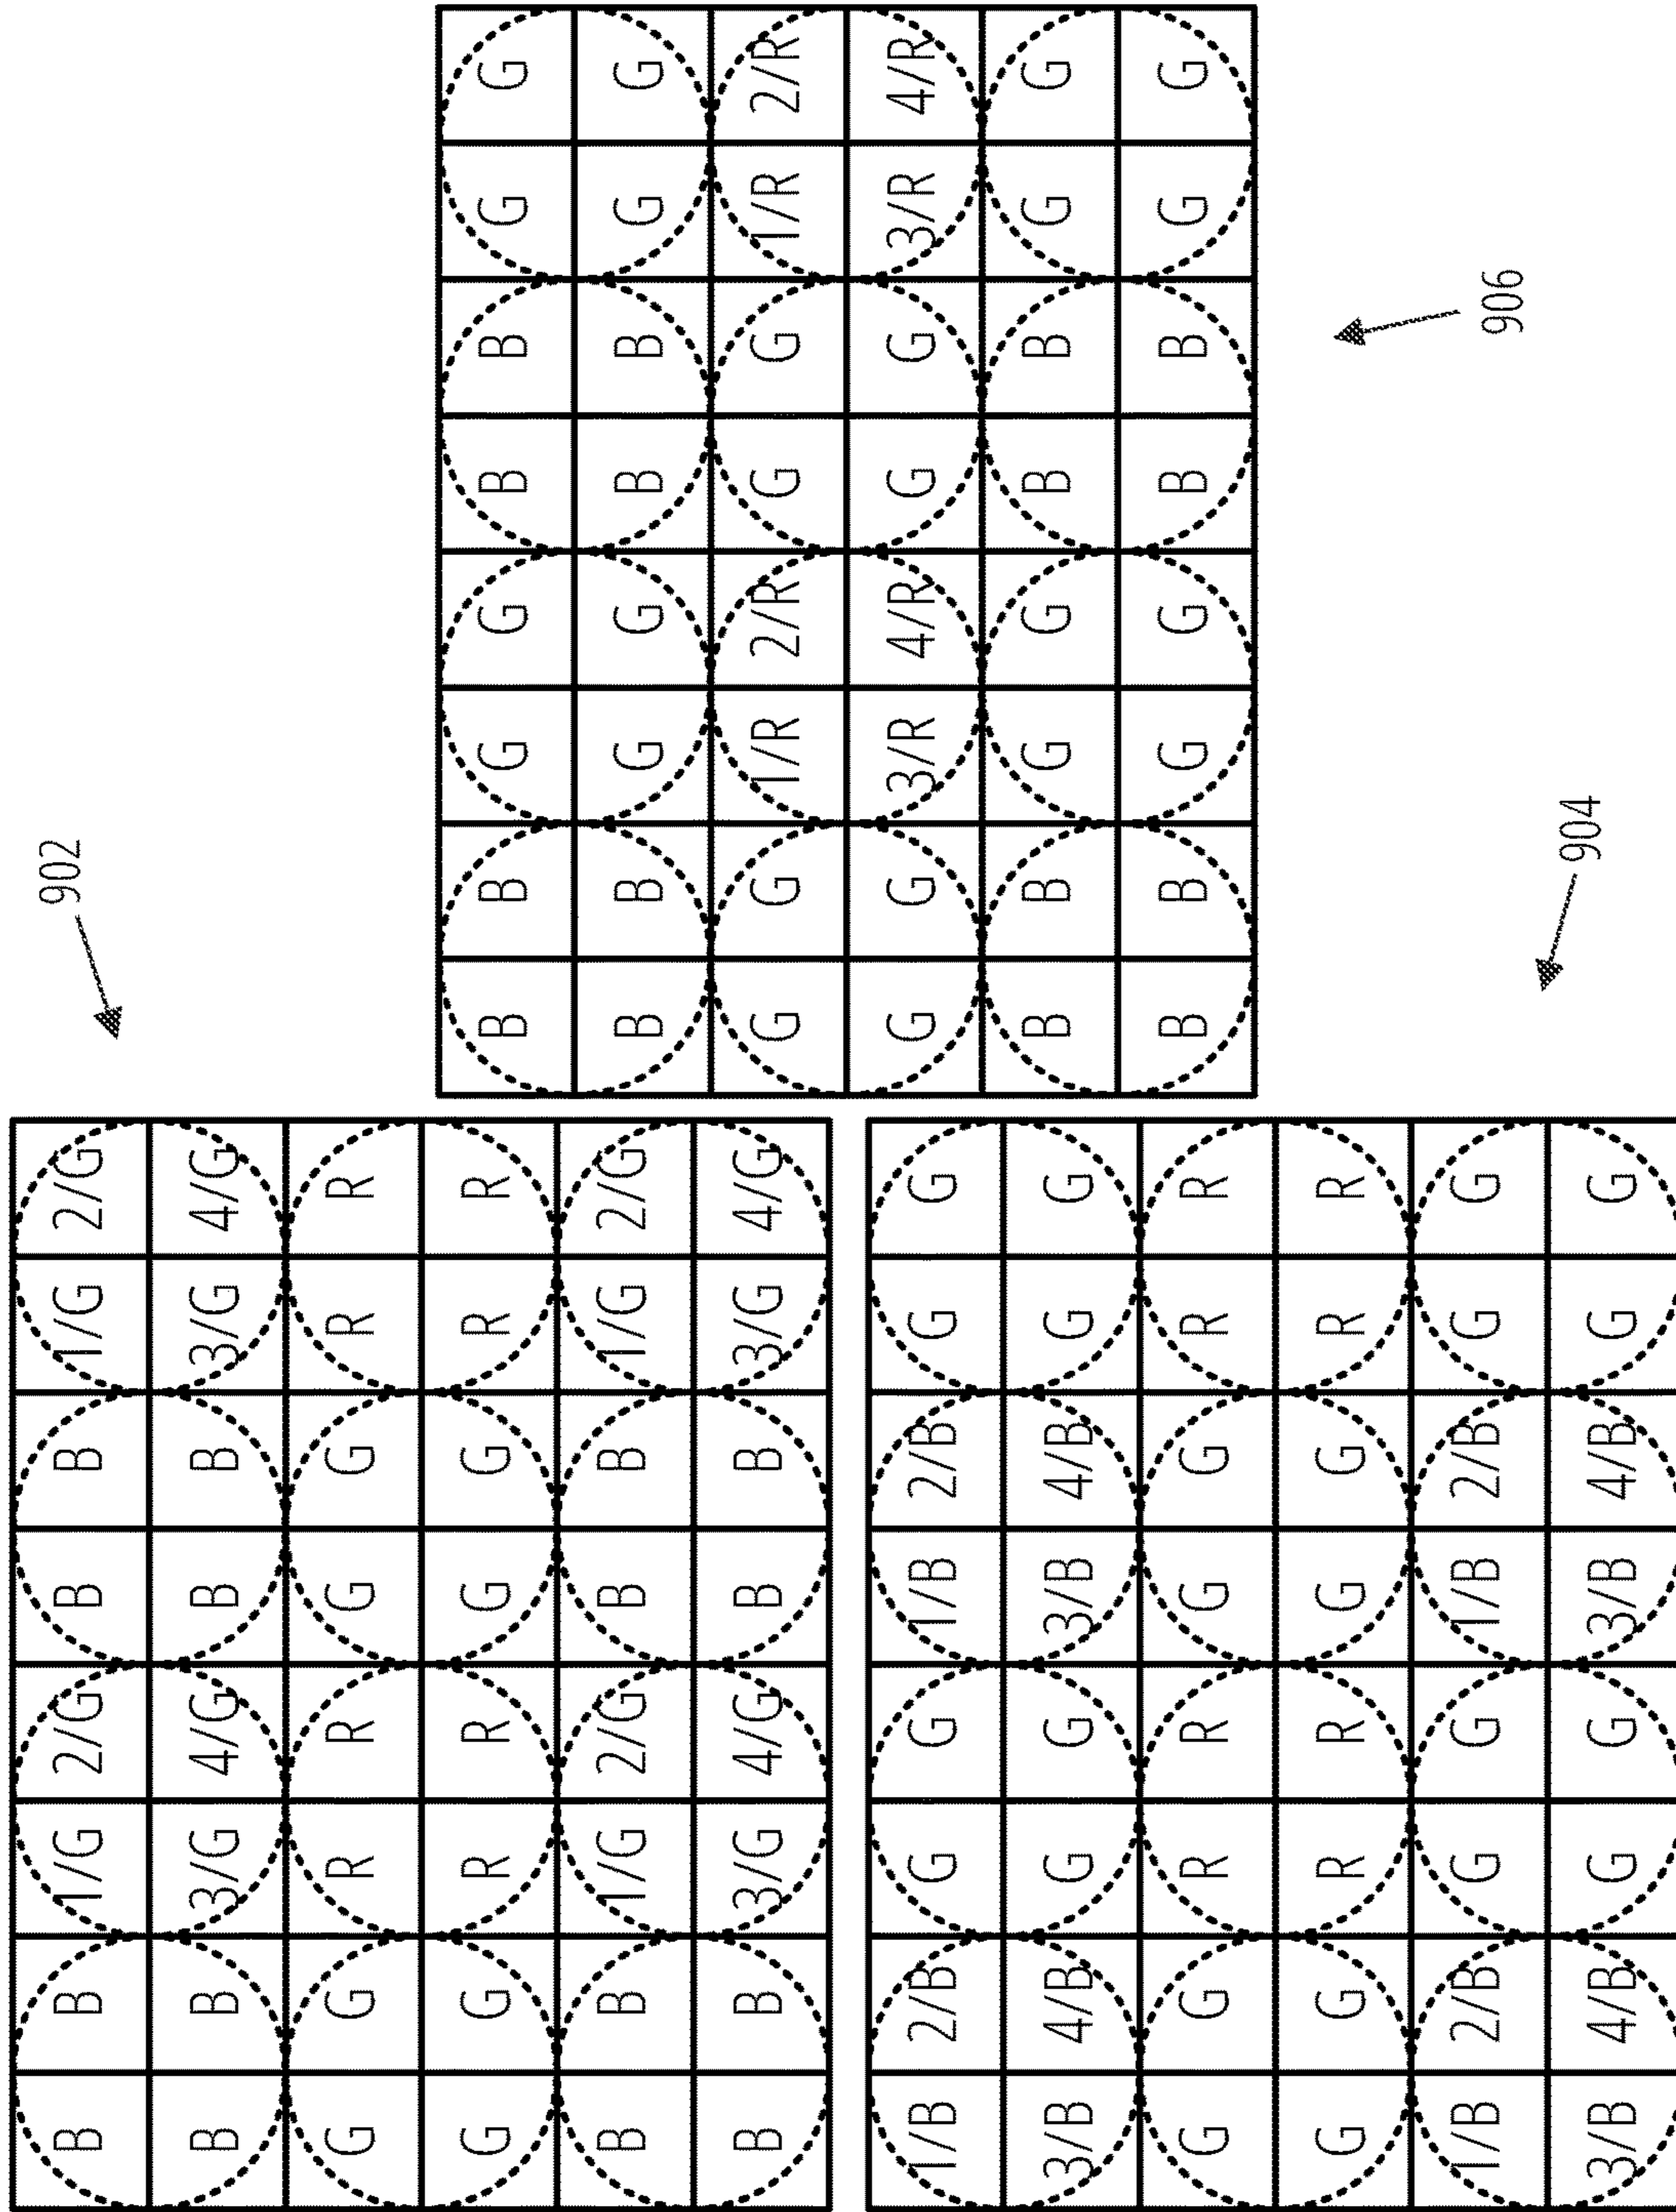 B B 1/G 2/G B B 1/G 2/G
B B 3/G 4/G B B 3/G 4/G
G G R R G G R R
G G R R G G R R
B B 1/G 2/G B B 1/G 2/G
B B 3/G 4/G B B 3/G 4/G
902
1/B 2/B G G 1/B 2/B G G
3/B 4/B G G 3/B 4/B G G
G G R R G G R R
G G R R G G R R
1/B 2/B G G 1/B 2/B G G
3/B 4/B G G 3/B 4/B G G
904
B B G G B B G G
B B G G B B G G
G G 1/R 2/R G G 1/R 2/R
G G 3/R 4/R G G 3/R 4/R
B B G G B B G G
B B G G B B G G
906